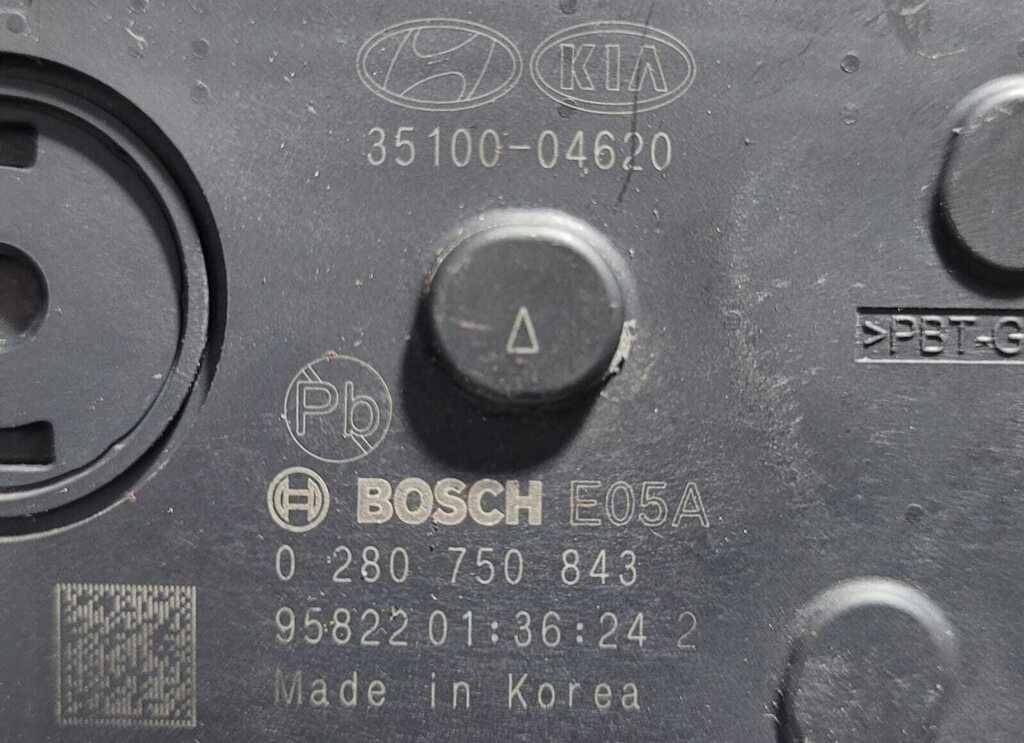 KIA
35100-04620
>PBT-G
Pb
BOSCH E05A
0 280 750 843
95822 01:36:24 2
Made in Korea